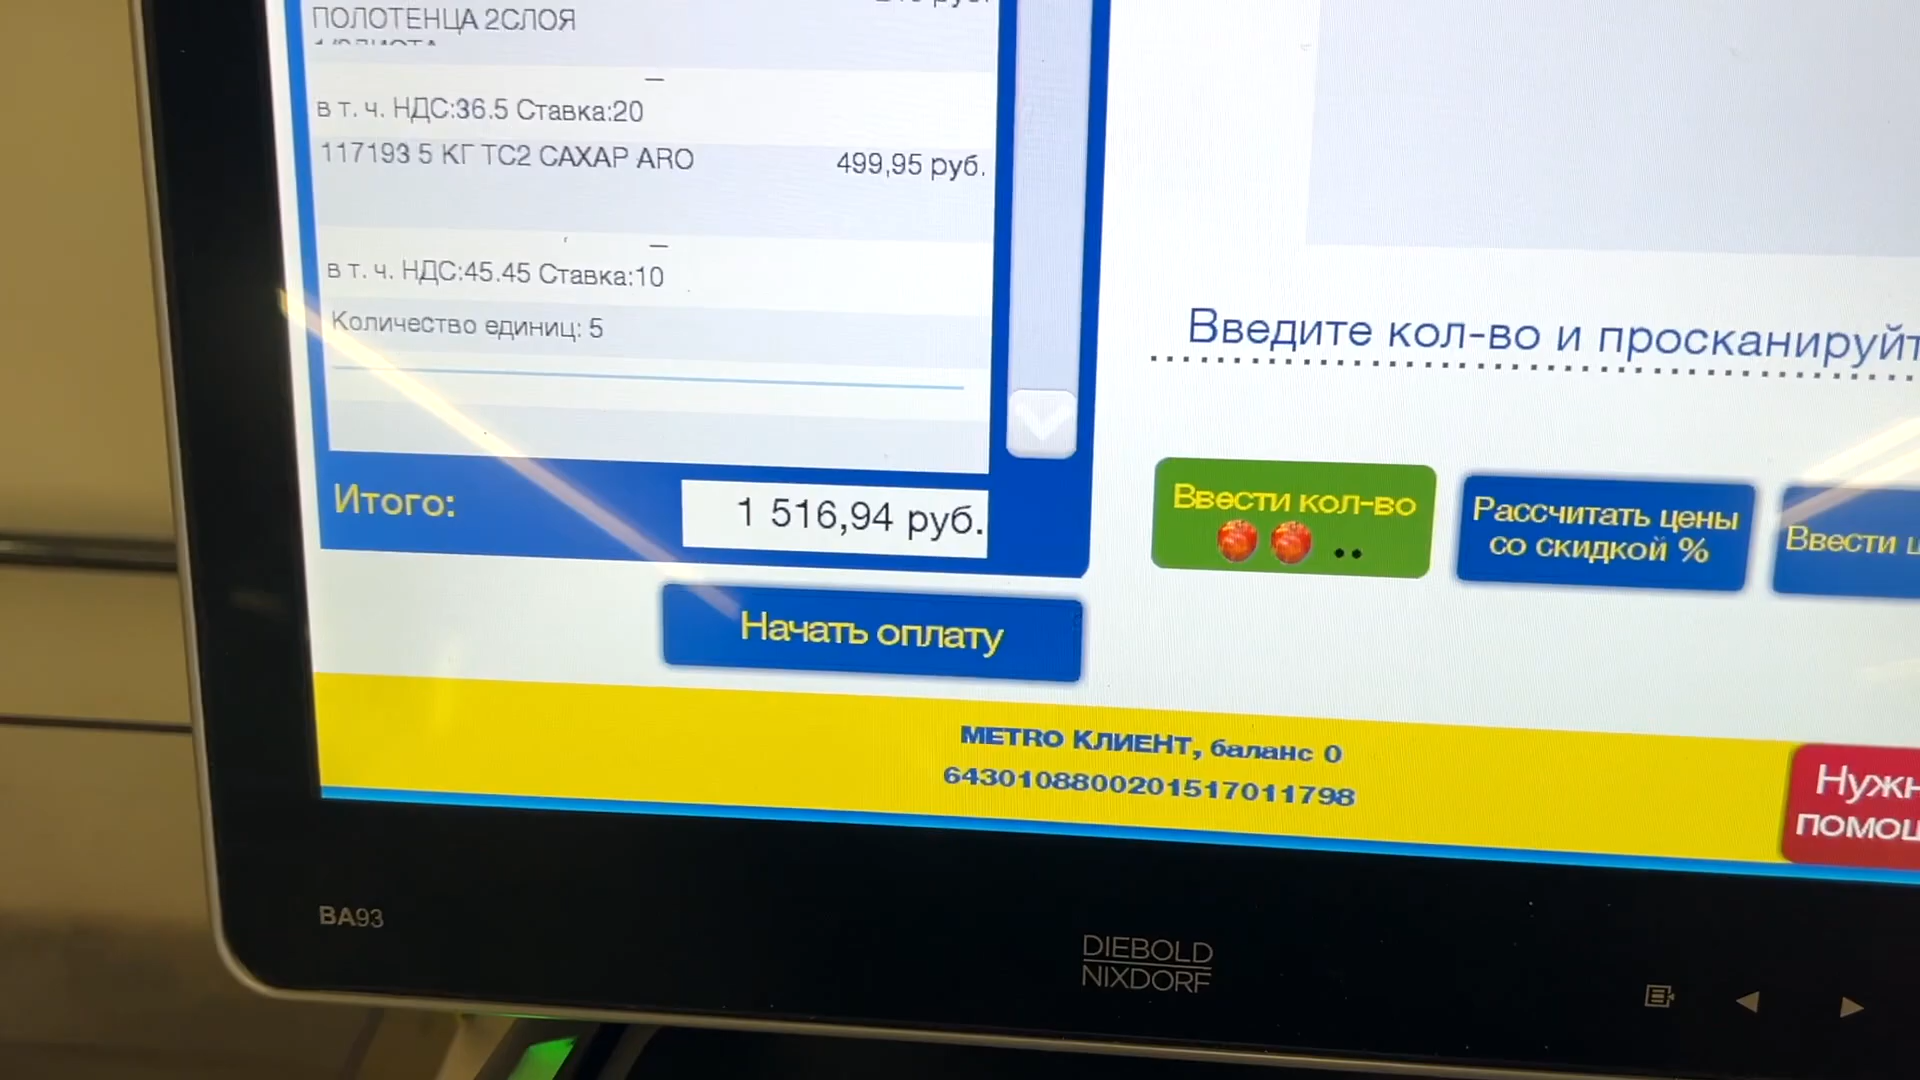 руб.
ПОЛОТЕНЦА 2СЛОЯ
в т. ч. НДС:36.5 Ставка:20
117193 5 КГ ТС2 САХАР ARO 499,95 руб.
в т. ч. НДС:45.45 Ставка:10
Количество единиц: 5
Итого: 1 516,94 руб.
Начать оплату
Введите кол-во и просканируйт
Ввести кол-во
Рассчитать цены
со скидкой %
Ввести
METRO КЛИЕНТ, баланс 0
6430108800201517011798
Нужн
помощ
BA93
DIEBOLD
NIXDORF